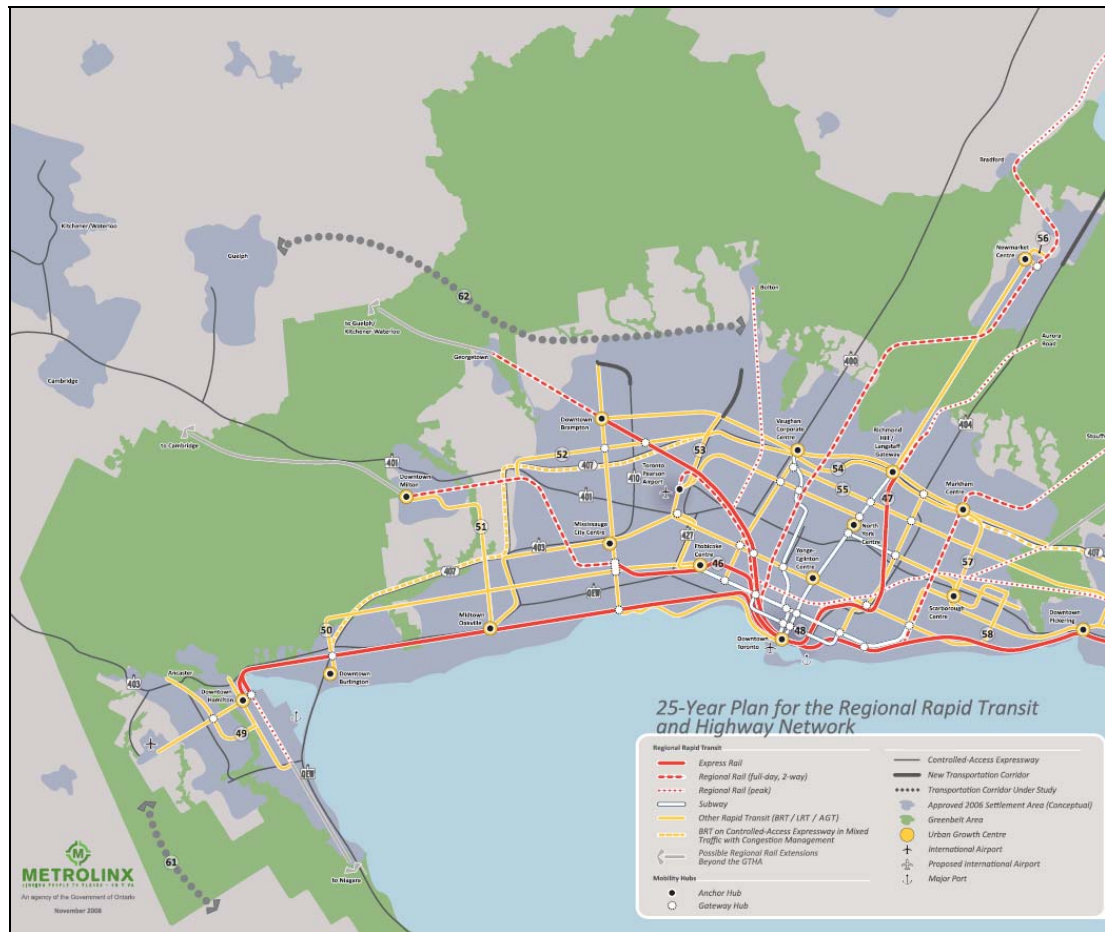 Bradford
Kitchener/Waterloo
Guelph
Newmarket
Centre
56
62
Bolton
to Guelph/
Kitchener-Waterloo
Aurora
Road
Georgetown
400
Cambridge
Downtown
Brampton
Vaughan
Corporate
Centre
Richmond
Hill /
Langstaff
Gateway
404
to Cambridge
401
52
53
Toronto
Pearson
Airport
407
54
55
47
Markham
Centre
Downtown
Milton
401
410
51
Mississauga
City Centre
427
North
York
Centre
403
Etobicoke
Centre
46
Yonge-
Eglinton
Centre
57
407
407
QEW
Scarborough
Centre
Downtown
Pickering
50
Midtown
Oakville
Downtown
Toronto
48
58
Ancaster
403
Downtown
Hamilton
Downtown
Burlington
49
QEW
61
to Niagara
METROLINX
An agency of the Government of Ontario
November 2008
25-Year Plan for the Regional Rapid Transit
and Highway Network
Regional Rapid Transit
Express Rail
Regional Rail (full-day, 2-way)
Regional Rail (peak)
Subway
Other Rapid Transit (BRT / LRT / AGT)
BRT on Controlled-Access Expressway in Mixed
Traffic with Congestion Management
Possible Regional Rail Extensions
Beyond the GTHA
Mobility Hubs
Anchor Hub
Gateway Hub
Controlled-Access Expressway
New Transportation Corridor
Transportation Corridor Under Study
Approved 2006 Settlement Area (Conceptual)
Greenbelt Area
Urban Growth Centre
International Airport
Proposed International Airport
Major Port